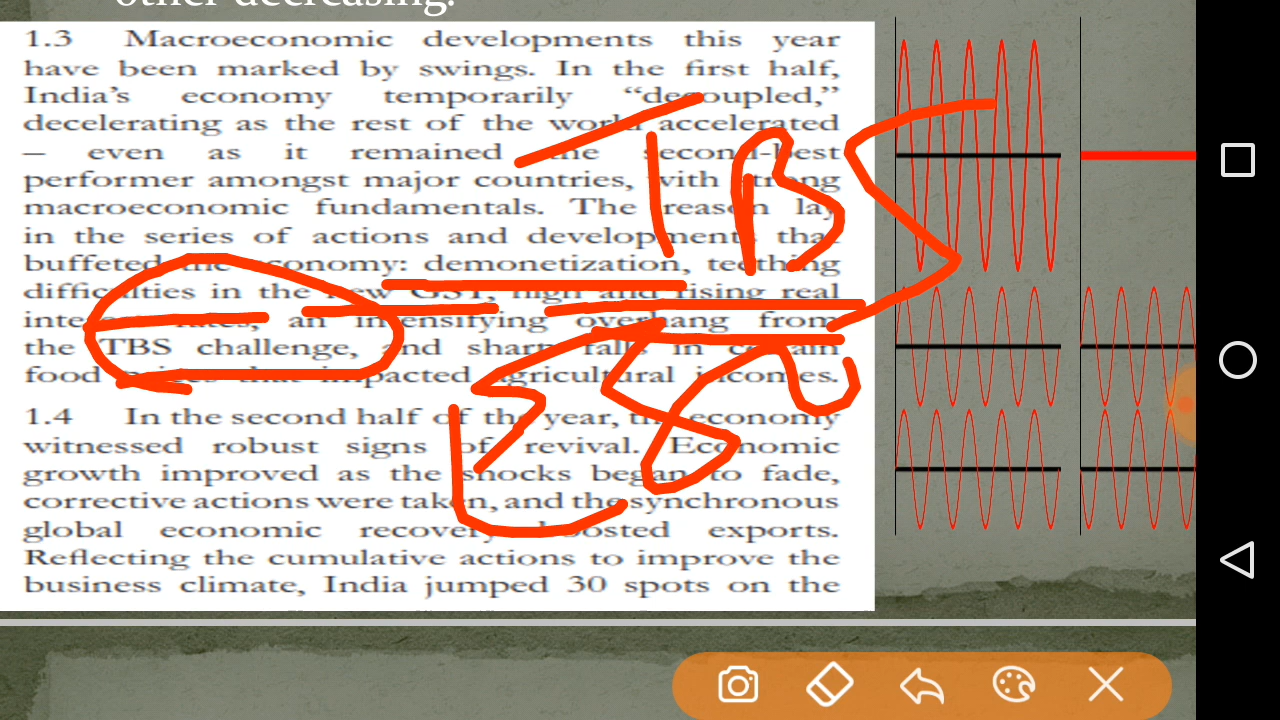 other decreasing.
1.3 Macroeconomic developments this year
have been marked by swings. In the first half,
India's economy temporarily “decoupled,”
decelerating as the rest of the world accelerated
– even as it remained the second-best
performer amongst major countries, with strong
macroeconomic fundamentals. The reason lay
in the series of actions and developments that
buffeted the economy: demonetization, teething
difficulties in the new GST, high and rising real
interest rates, an intensifying overhang from
the TBS challenge, and sharp falls in certain
food prices that impacted agricultural incomes.
1.4 In the second half of the year, the economy
witnessed robust signs of revival. Economic
growth improved as the shocks began to fade,
corrective actions were taken, and the synchronous
global economic recovery boosted exports.
Reflecting the cumulative actions to improve the
business climate, India jumped 30 spots on the
TBS